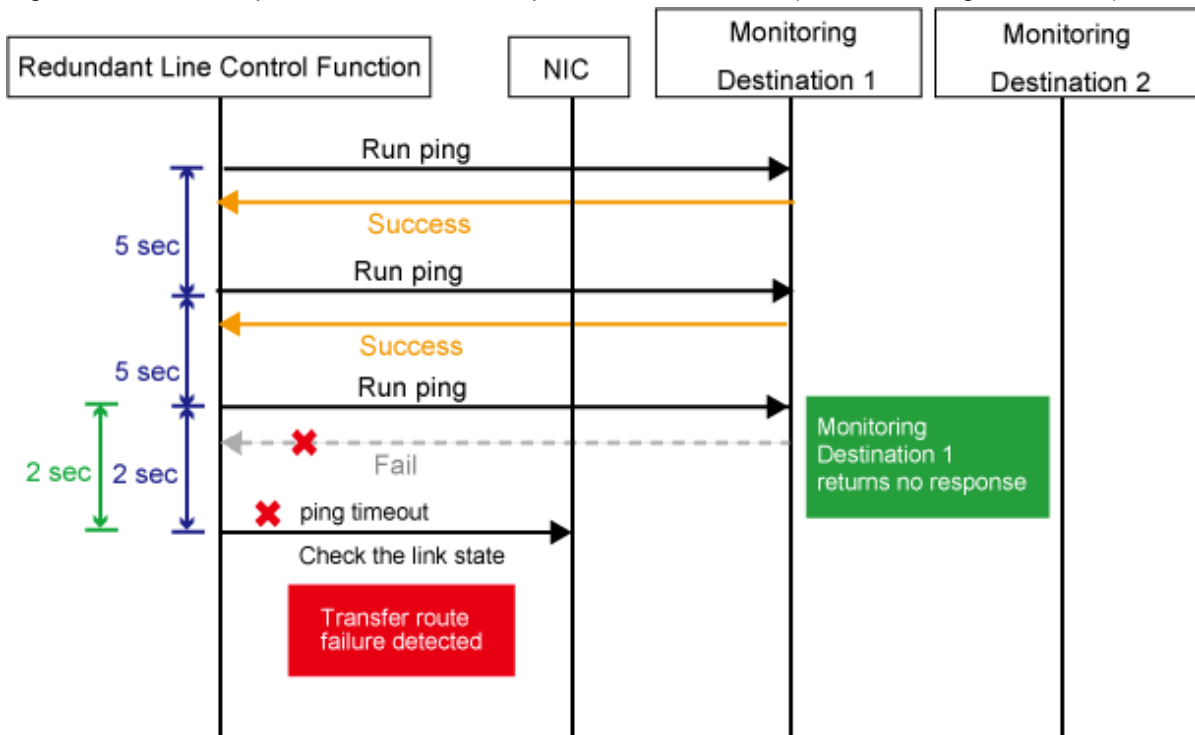 Redundant Line Control Function
NIC
Monitoring
Destination 1
Monitoring
Destination 2
Run ping
Success
5 sec
Run ping
Success
5 sec
Run ping
Monitoring
Destination 1
returns no response
Fail
2 sec
2 sec
ping timeout
Check the link state
Transfer route
failure detected